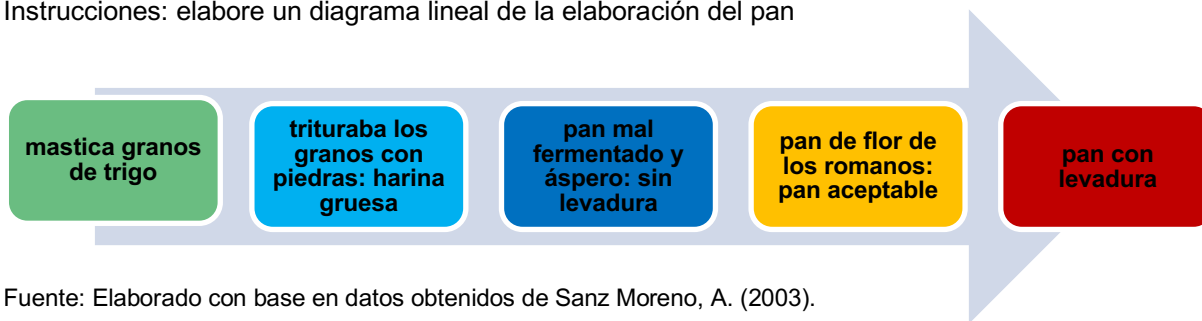 Instrucciones: elabore un diagrama lineal de la elaboración del pan
mastica granos
de trigo
trituraba los
granos con
piedras: harina
gruesa
pan mal
fermentado y
áspero: sin
levadura
pan de flor de
los romanos:
pan aceptable
pan con
levadura
Fuente: Elaborado con base en datos obtenidos de Sanz Moreno, A. (2003).